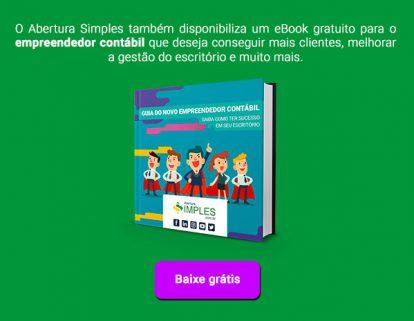 O Abertura Simples também disponibiliza um eBook gratuito para o
empreendedor contábil que deseja conseguir mais clientes, melhorar
a gestão do escritório e muito mais.
GUIA DO NOVO EMPREENDEDOR CONTÁBIL
SAIBA COMO TER SUCESSO
EM SEU ESCRITÓRIO
ABERTURA
SIMPLES
Baixe grátis